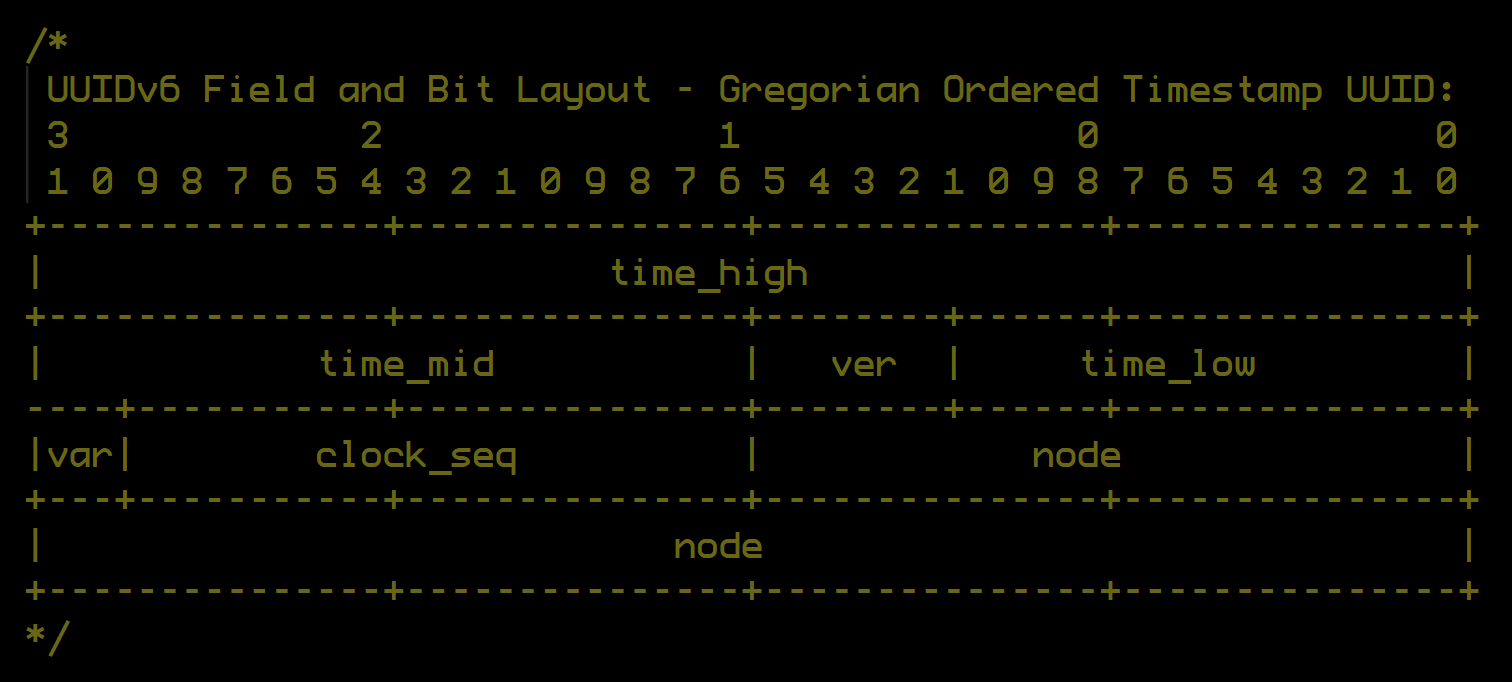 /*
 UUIDv6 Field and Bit Layout - Gregorian Ordered Timestamp UUID:
 3             2               1               0               0
 1 0 9 8 7 6 5 4 3 2 1 0 9 8 7 6 5 4 3 2 1 0 9 8 7 6 5 4 3 2 1 0
+---------------+---------------+---------------+---------------+
|                         time_high                             |
+---------------+---------------+--------+------+---------------+
|            time_mid           |   ver  |     time_low         |
----+-----------+---------------+--------+------+---------------+
|var|        clock_seq          |            node               |
+---+-----------+---------------+---------------+---------------+
|                            node                               |
+---------------+---------------+---------------+---------------+
*/